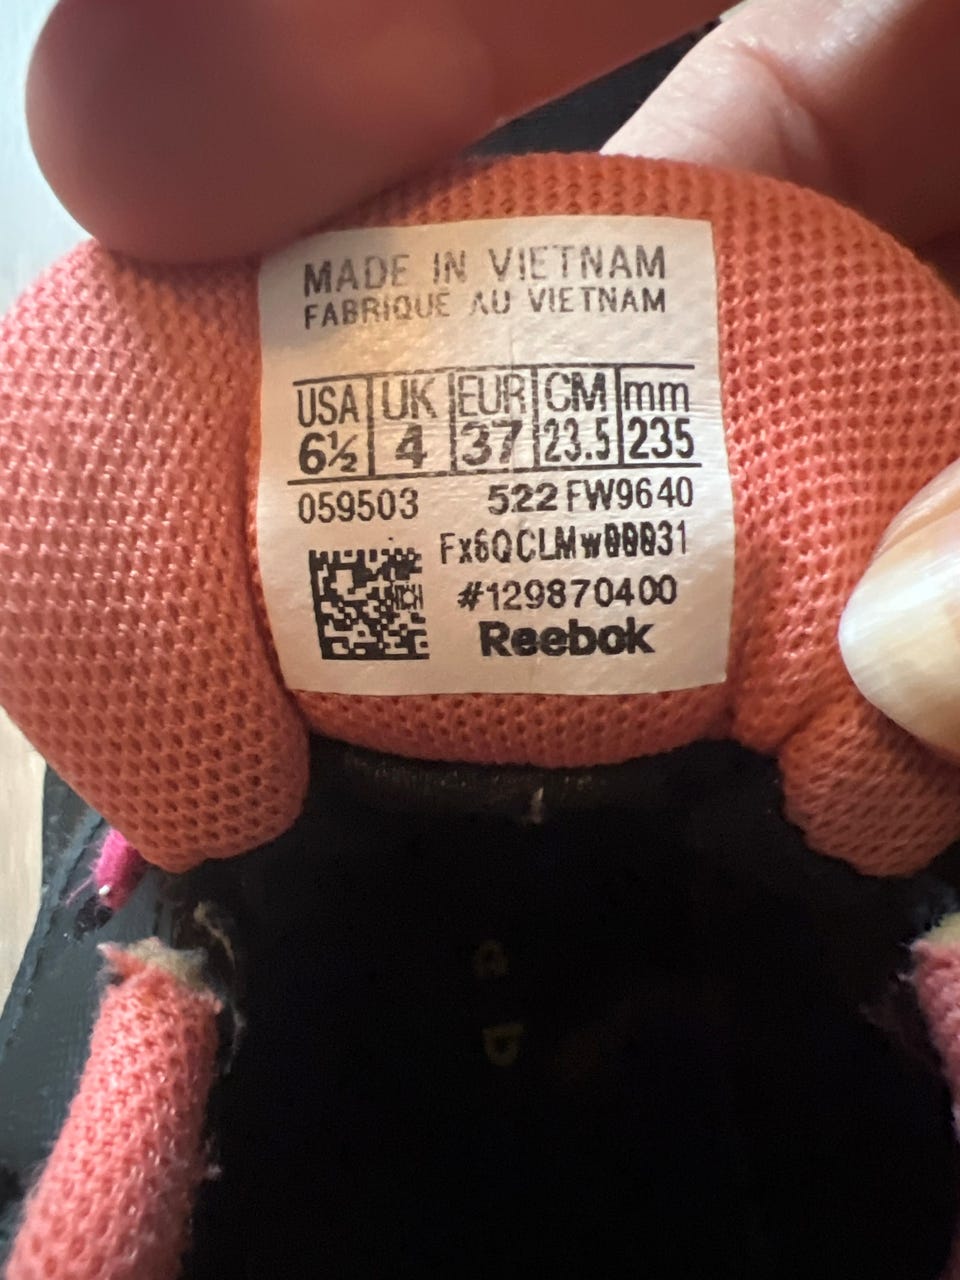 MADE IN VIETNAM
FABRIQUE AU VIETNAM
USA UK EUR CM mm
6½ 4 37 23.5 235
059503 522 FW9640
Fx6QCLMw00031
#129870400
Reebok